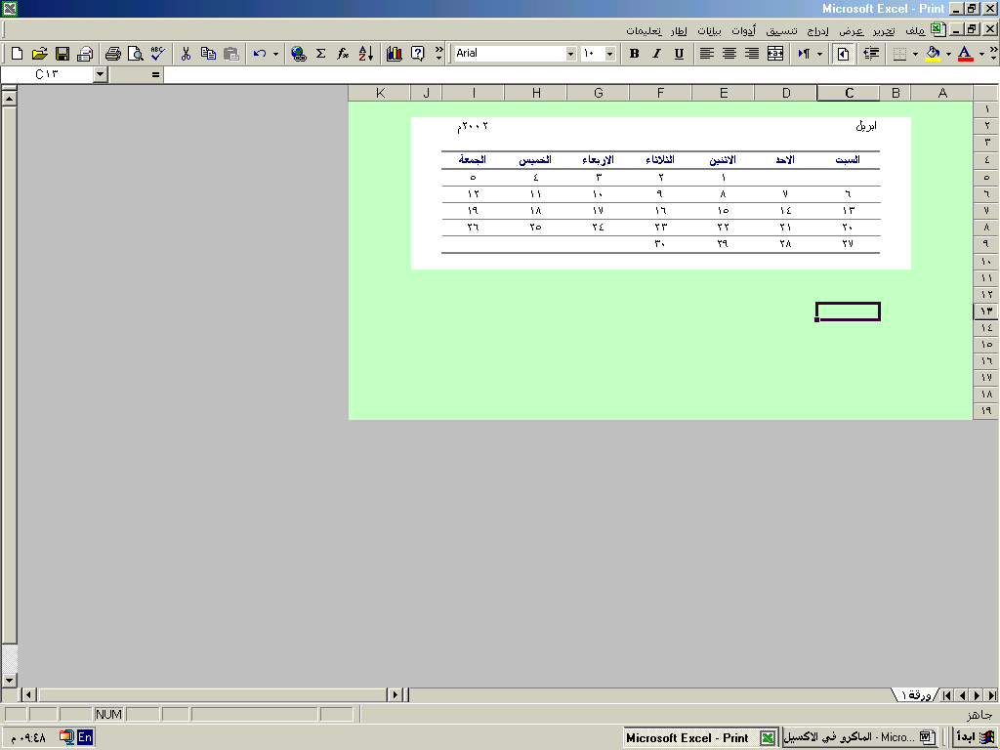 Microsoft Excel - Print
ملف تحرير عرض إدراج تنسيق أدوات بيانات إطار تعليمات
Arial ١٠ B I U
C١٣ =
A B C D E F G H I J K
١
ابريل ٢٠٠٢م ٢
٣
السبت الاحد الاثنين الثلاثاء الاربعاء الخميس الجمعة ٤
١ ٢ ٣ ٤ ٥ ٥
٦ ٧ ٨ ٩ ١٠ ١١ ١٢ ٦
١٣ ١٤ ١٥ ١٦ ١٧ ١٨ ١٩ ٧
٢٠ ٢١ ٢٢ ٢٣ ٢٤ ٢٥ ٢٦ ٨
٢٧ ٢٨ ٢٩ ٣٠ ٩
١٠
١١
١٢
١٣
١٤
١٥
١٦
١٧
١٨
١٩
ورقة١
جاهز NUM
ابدأ
الماكرو في الاكسيل - Micro...
Microsoft Excel - Print
En ٠٩:٤٨ م